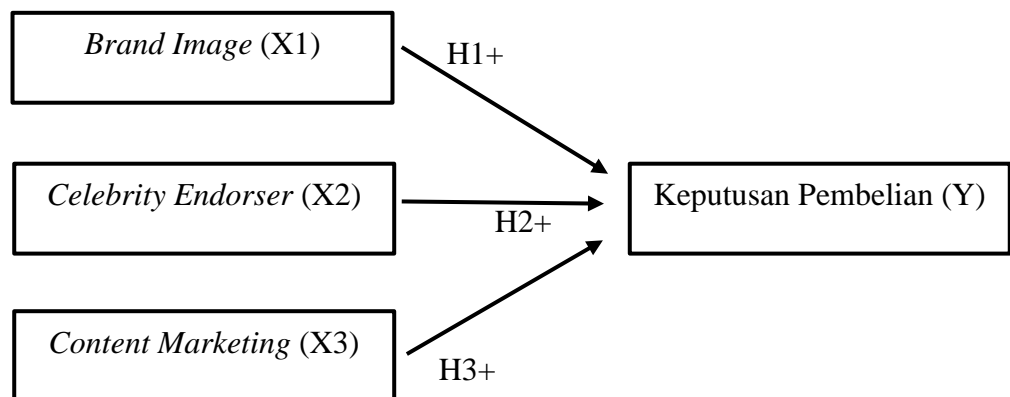 Brand Image (X1)
H1+
Celebrity Endorser (X2)
H2+
Keputusan Pembelian (Y)
Content Marketing (X3)
H3+